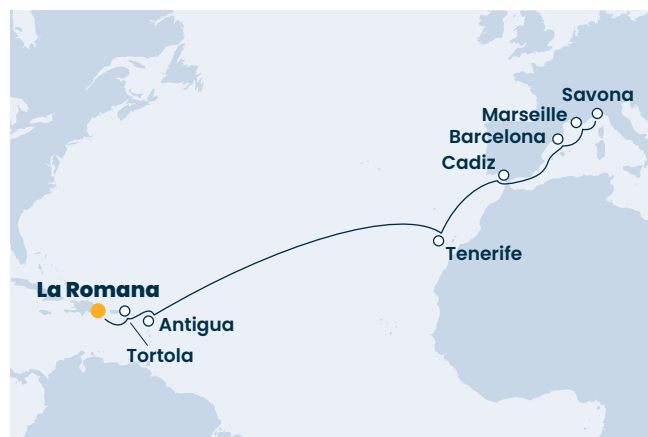 Savona
Marseille
Barcelona
Cadiz
Tenerife
La Romana
Antigua
Tortola